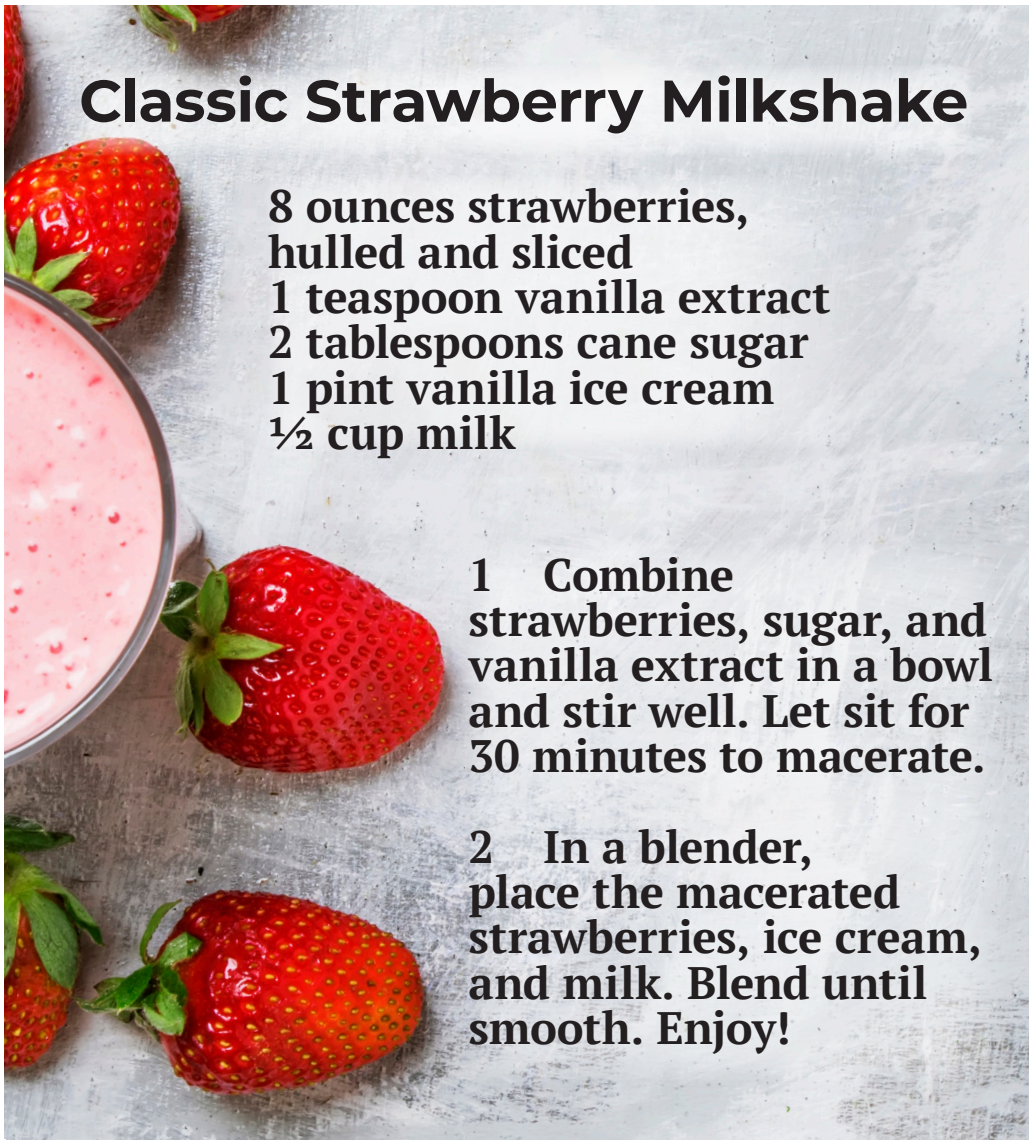 Classic Strawberry Milkshake
8 ounces strawberries,
hulled and sliced
1 teaspoon vanilla extract
2 tablespoons cane sugar
1 pint vanilla ice cream
½ cup milk
1 Combine
strawberries, sugar, and
vanilla extract in a bowl
and stir well. Let sit for
30 minutes to macerate.
2 In a blender,
place the macerated
strawberries, ice cream,
and milk. Blend until
smooth. Enjoy!